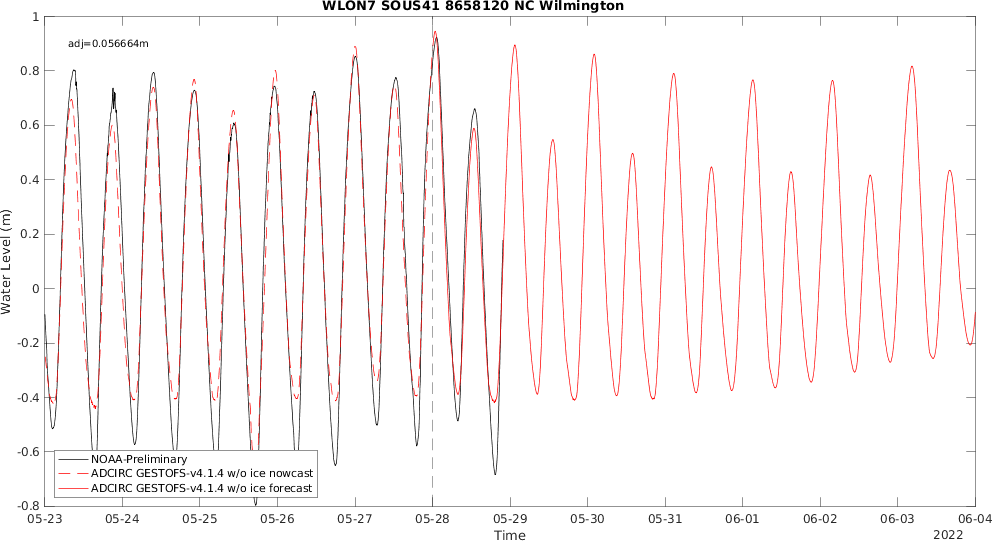 WLON7 SOUS41 8658120 NC Wilmington
adj=0.056664m
1
0.8
0.6
0.4
0.2
0
-0.2
-0.4
-0.6
-0.8
Water Level (m)
NOAA-Preliminary
ADCIRC GESTOFS-v4.1.4 w/o ice nowcast
ADCIRC GESTOFS-v4.1.4 w/o ice forecast
05-23 05-24 05-25 05-26 05-27 05-28 05-29 05-30 05-31 06-01 06-02 06-03 06-04
Time
2022